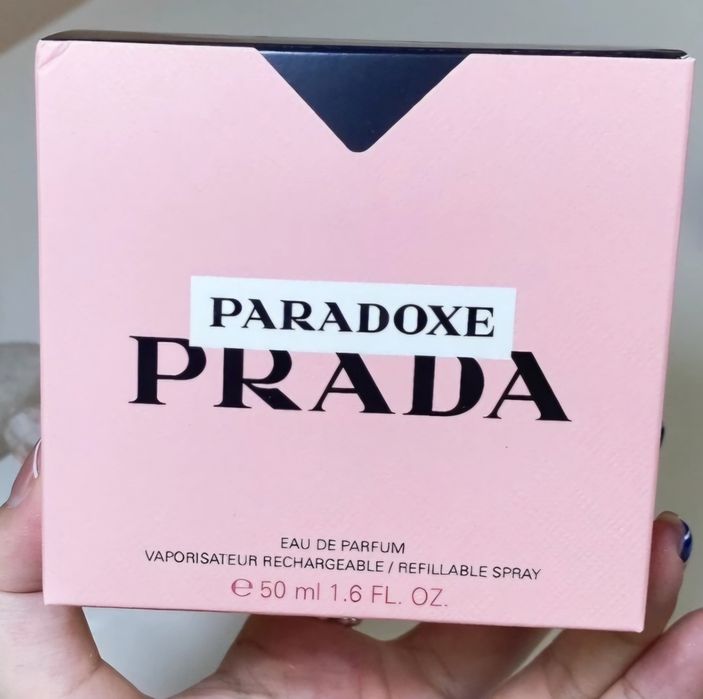 PARADOXE
PRADA
EAU DE PARFUM
VAPORISATEUR RECHARGEABLE / REFILLABLE SPRAY
℮ 50 ml 1.6 FL. OZ.